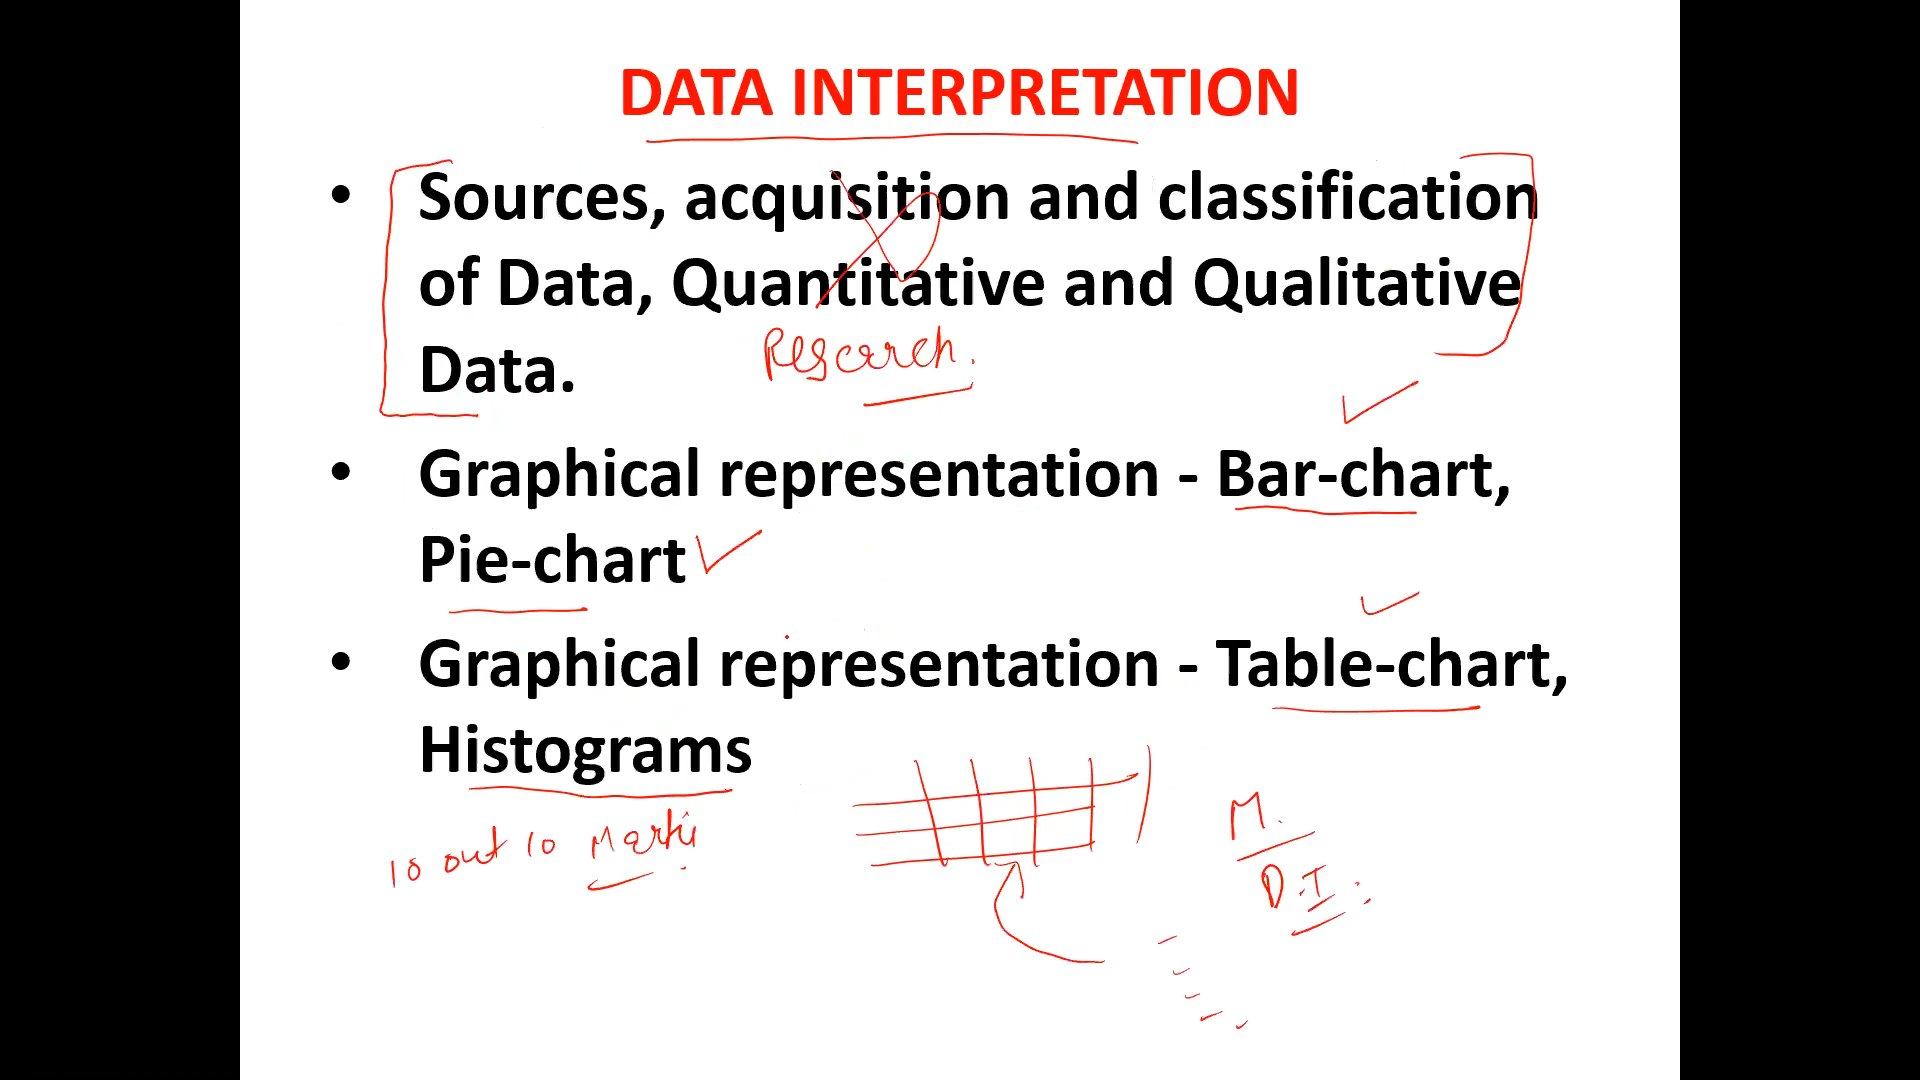 DATA INTERPRETATION
• Sources, acquisition and classification
of Data, Quantitative and Qualitative
Research.
Data.
• Graphical representation - Bar-chart,
Pie-chart
• Graphical representation - Table-chart,
Histograms
10 out 10 Marks
M.
D.I